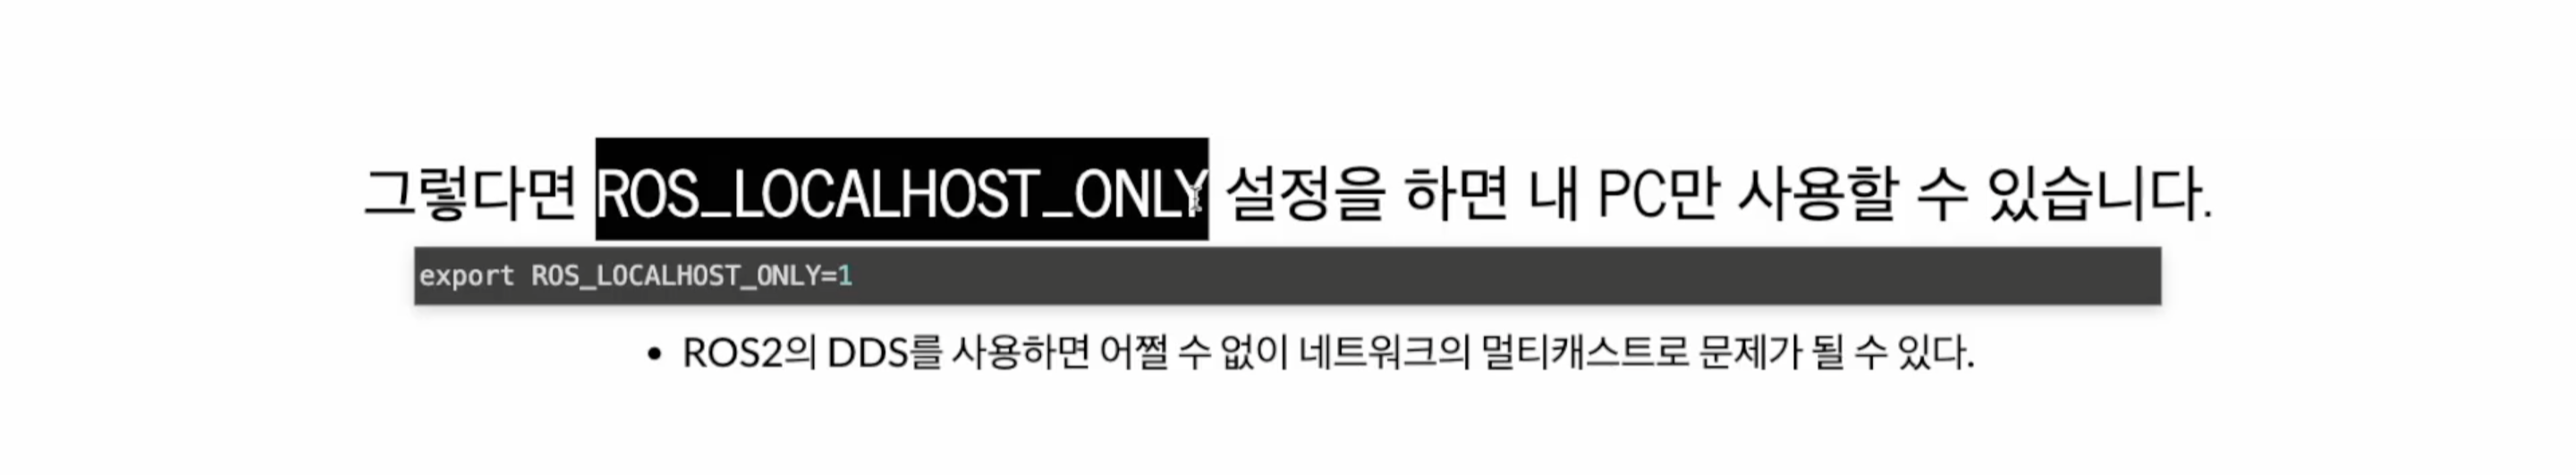 그렇다면 ROS_LOCALHOST_ONLY 설정을 하면 내 PC만 사용할 수 있습니다.
export ROS_LOCALHOST_ONLY=1
• ROS2의 DDS를 사용하면 어쩔 수 없이 네트워크의 멀티캐스트로 문제가 될 수 있다.